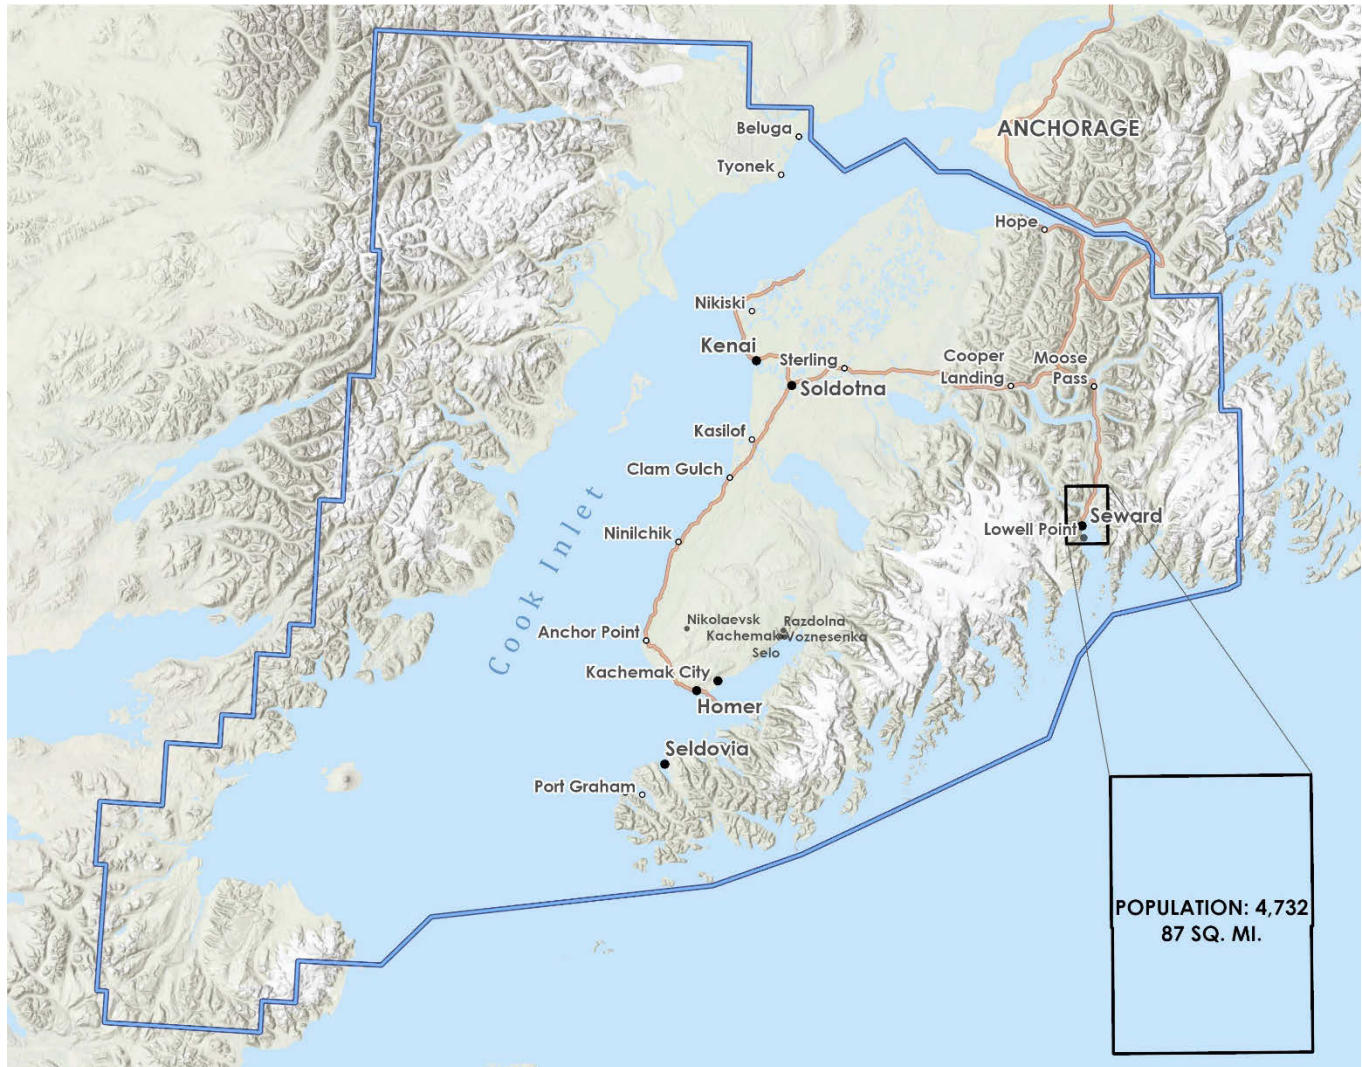 Beluga
ANCHORAGE
Tyonek
Hope
Nikiski
Kenai
Sterling
Cooper
Landing
Moose
Pass
Soldotna
Kasilof
Clam Gulch
Cook Inlet
Seward
Lowell Point
Ninilchik
Nikolaevsk
Razdolna
Anchor Point
Kachemak
Selo
Voznesenka
Kachemak City
Homer
Seldovia
Port Graham
POPULATION: 4,732
87 SQ. MI.